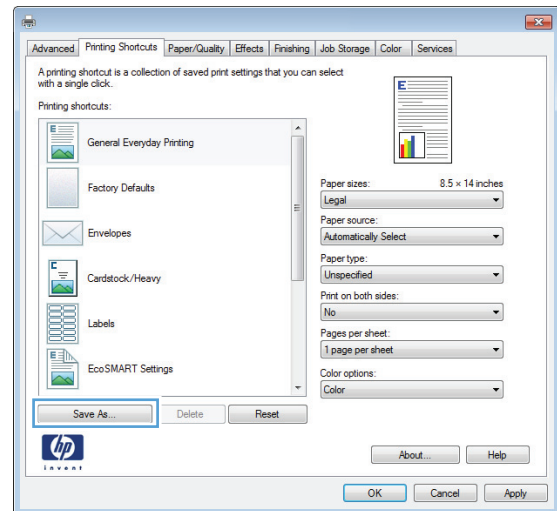 Advanced Printing Shortcuts Paper/Quality Effects Finishing Job Storage Color Services
A printing shortcut is a collection of saved print settings that you can select
with a single click.
Printing shortcuts:
General Everyday Printing
Factory Defaults
Envelopes
Cardstock/Heavy
Labels
EcoSMART Settings
Save As... Delete Reset
E
Paper sizes: 8.5 × 14 inches
Legal
Paper source:
Automatically Select
Paper type:
Unspecified
Print on both sides:
No
Pages per sheet:
1 page per sheet
Color options:
Color
hp
invent
About... Help
OK Cancel Apply